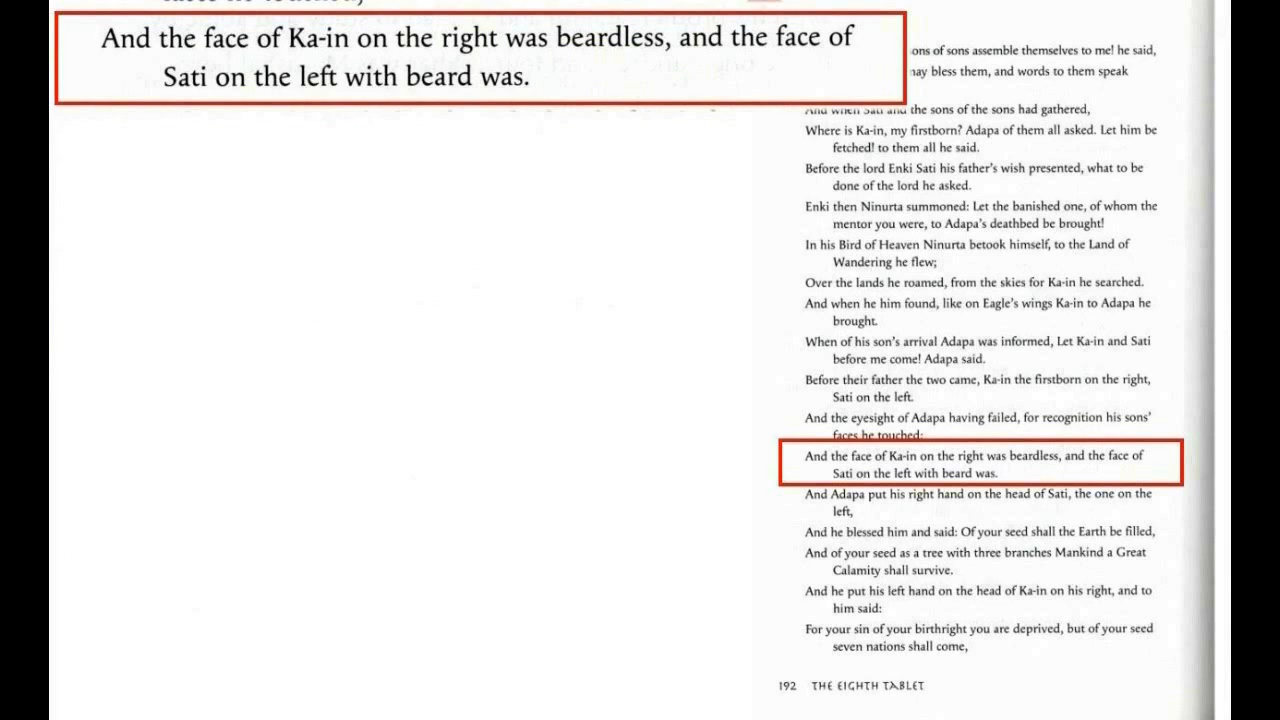 And the face of Ka-in on the right was beardless, and the face of
Sati on the left with beard was.
ons of sons assemble themselves to me! he said,
may bless them, and words to them speak
And when Sati and the sons of the sons had gathered,
Where is Ka-in, my firstborn? Adapa of them all asked. Let him be
fetched! to them all he said.
Before the lord Enki Sati his father's wish presented, what to be
done of the lord he asked.
Enki then Ninurta summoned: Let the banished one, of whom the
mentor you were, to Adapa's deathbed be brought!
In his Bird of Heaven Ninurta betook himself, to the Land of
Wandering he flew;
Over the lands he roamed, from the skies for Ka-in he searched.
And when he him found, like on Eagle's wings Ka-in to Adapa he
brought.
When of his son's arrival Adapa was informed, Let Ka-in and Sati
before me come! Adapa said.
Before their father the two came, Ka-in the firstborn on the right,
Sati on the left.
And the eyesight of Adapa having failed, for recognition his sons'
faces he touched;
And the face of Ka-in on the right was beardless, and the face of
Sati on the left with beard was.
And Adapa put his right hand on the head of Sati, the one on the
left,
And he blessed him and said: Of your seed shall the Earth be filled,
And of your seed as a tree with three branches Mankind a Great
Calamity shall survive.
And he put his left hand on the head of Ka-in on his right, and to
him said:
For your sin of your birthright you are deprived, but of your seed
seven nations shall come,
192 THE EIGHTH TABLET